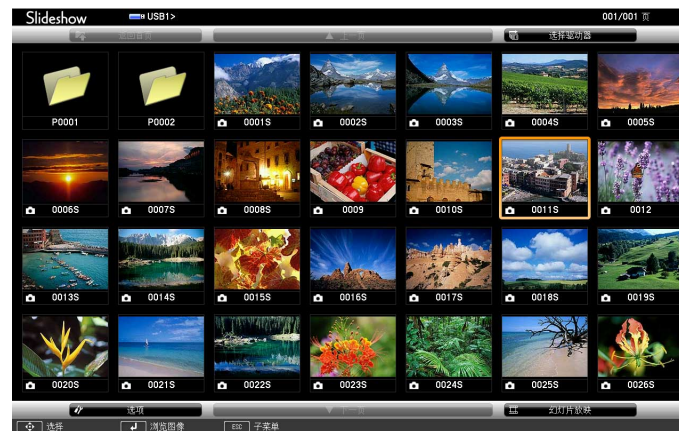 Slideshow USB1> 001/001 页
返回首页 上一页 选择驱动器
P0001 P0002 0001S 0002S 0003S 0004S 0005S
0006S 0007S 0008S 0009 0010S 0011S 0012
0013S 0014S 0015S 0016S 0017S 0018S 0019S
0020S 0021S 0022S 0023S 0024S 0025S 0026S
选项 下一页 幻灯片放映
选择 浏览图像 ESC 子菜单